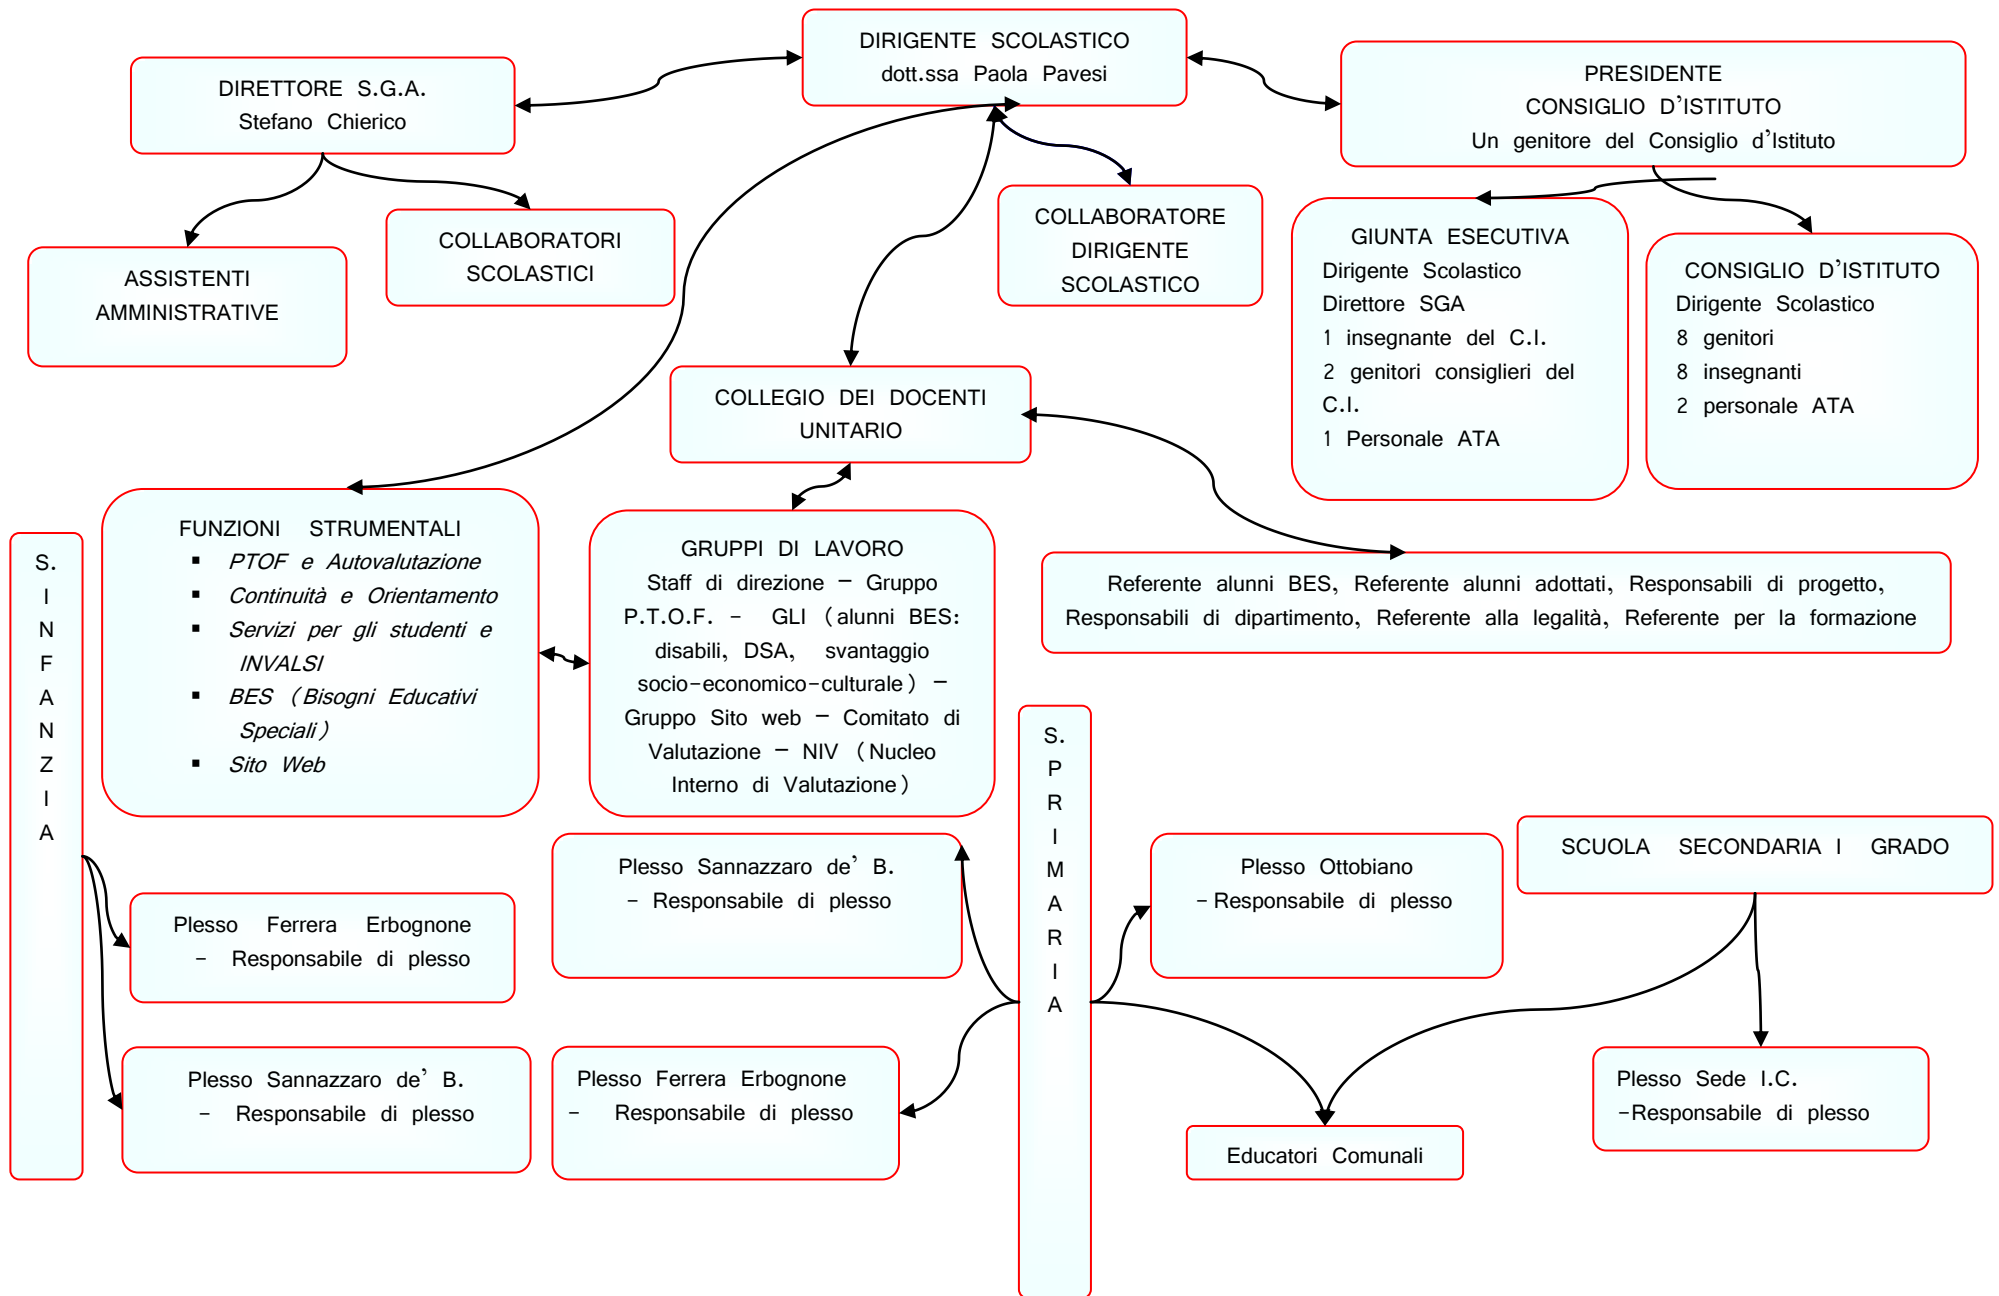 DIRIGENTE SCOLASTICO
dott.ssa Paola Pavesi
DIRETTORE S.G.A.
Stefano Chierico
PRESIDENTE
CONSIGLIO D’ISTITUTO
Un genitore del Consiglio d’Istituto
ASSISTENTI
AMMINISTRATIVE
COLLABORATORI
SCOLASTICI
COLLABORATORE
DIRIGENTE
SCOLASTICO
GIUNTA ESECUTIVA
Dirigente Scolastico
Direttore SGA
1 insegnante del C.I.
2 genitori consiglieri del
C.I.
1 Personale ATA
CONSIGLIO D’ISTITUTO
Dirigente Scolastico
8 genitori
8 insegnanti
2 personale ATA
COLLEGIO DEI DOCENTI
UNITARIO
FUNZIONI STRUMENTALI
▪ PTOF e Autovalutazione
▪ Continuità e Orientamento
▪ Servizi per gli studenti e
INVALSI
▪ BES (Bisogni Educativi
Speciali)
▪ Sito Web
GRUPPI DI LAVORO
Staff di direzione – Gruppo
P.T.O.F. - GLI (alunni BES:
disabili, DSA, svantaggio
socio-economico-culturale) –
Gruppo Sito web – Comitato di
Valutazione – NIV (Nucleo
Interno di Valutazione)
Referente alunni BES, Referente alunni adottati, Responsabili di progetto,
Responsabili di dipartimento, Referente alla legalità, Referente per la formazione
S.
I
N
F
A
N
Z
I
A
S.
P
R
I
M
A
R
I
A
Plesso Sannazzaro de’ B.
- Responsabile di plesso
Plesso Ottobiano
- Responsabile di plesso
SCUOLA SECONDARIA I GRADO
Plesso Ferrera Erbognone
- Responsabile di plesso
Plesso Sannazzaro de’ B.
- Responsabile di plesso
Plesso Ferrera Erbognone
- Responsabile di plesso
Educatori Comunali
Plesso Sede I.C.
-Responsabile di plesso